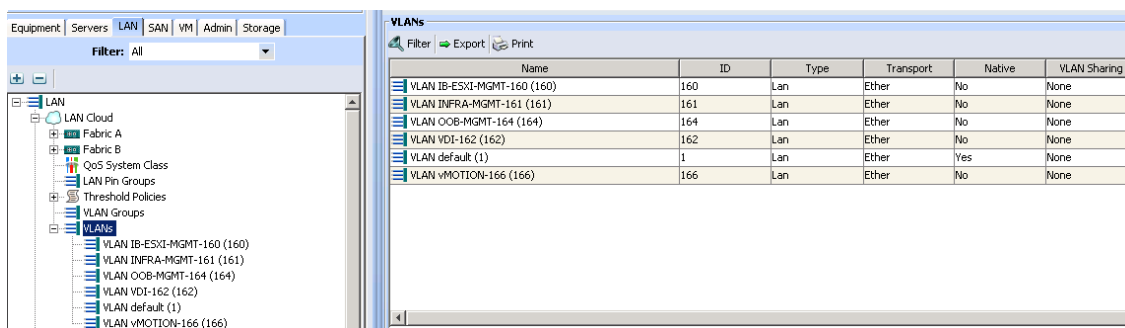 Equipment Servers LAN SAN VM Admin Storage
Filter: All
LAN
LAN Cloud
Fabric A
Fabric B
QoS System Class
LAN Pin Groups
Threshold Policies
VLAN Groups
VLANs
VLAN IB-ESXI-MGMT-160 (160)
VLAN INFRA-MGMT-161 (161)
VLAN OOB-MGMT-164 (164)
VLAN VDI-162 (162)
VLAN default (1)
VLAN vMOTION-166 (166)
VLANs
Filter Export Print
Name ID Type Transport Native VLAN Sharing
VLAN IB-ESXI-MGMT-160 (160) 160 Lan Ether No None
VLAN INFRA-MGMT-161 (161) 161 Lan Ether No None
VLAN OOB-MGMT-164 (164) 164 Lan Ether No None
VLAN VDI-162 (162) 162 Lan Ether No None
VLAN default (1) 1 Lan Ether Yes None
VLAN vMOTION-166 (166) 166 Lan Ether No None